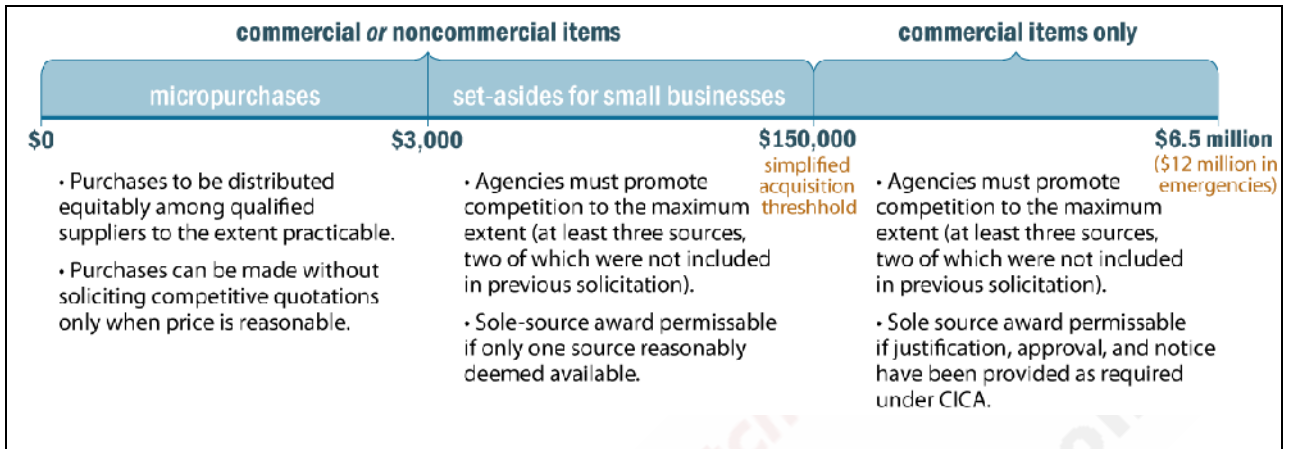 commercial or noncommercial items
commercial items only
micropurchases
set-asides for small businesses
$0
$3,000
$150,000
simplified
acquisition
threshhold
$6.5 million
($12 million in
emergencies)
· Purchases to be distributed
equitably among qualified
suppliers to the extent practicable.
· Purchases can be made without
soliciting competitive quotations
only when price is reasonable.
· Agencies must promote
competition to the maximum
extent (at least three sources,
two of which were not included
in previous solicitation).
· Sole-source award permissable
if only one source reasonably
deemed available.
· Agencies must promote
competition to the maximum
extent (at least three sources,
two of which were not included
in previous solicitation).
· Sole source award permissable
if justification, approval, and notice
have been provided as required
under CICA.